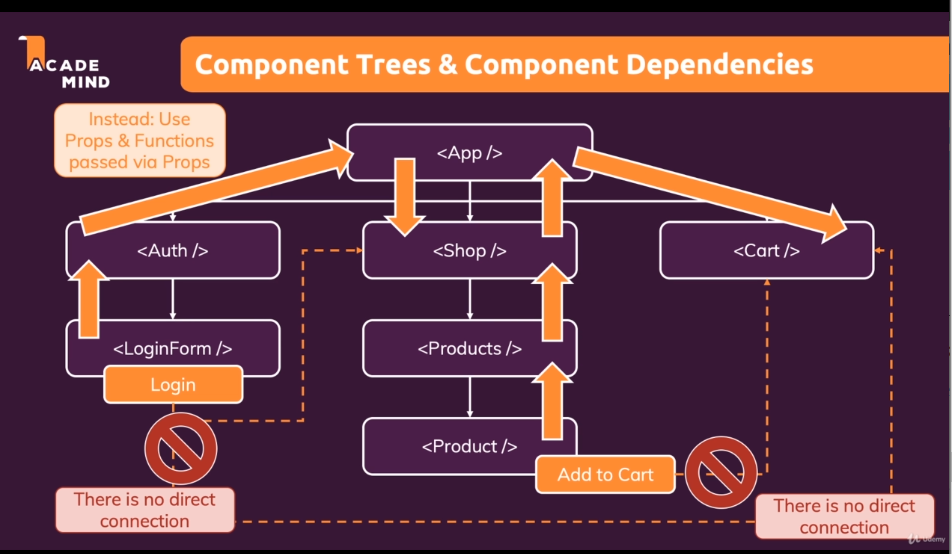 ACADE
MIND
Component Trees & Component Dependencies
Instead: Use
Props & Functions
passed via Props
<App />
<Auth />
<Shop />
<Cart />
<LoginForm />
<Products />
Login
<Product />
Add to Cart
There is no direct
connection
There is no direct
connection
Udemy